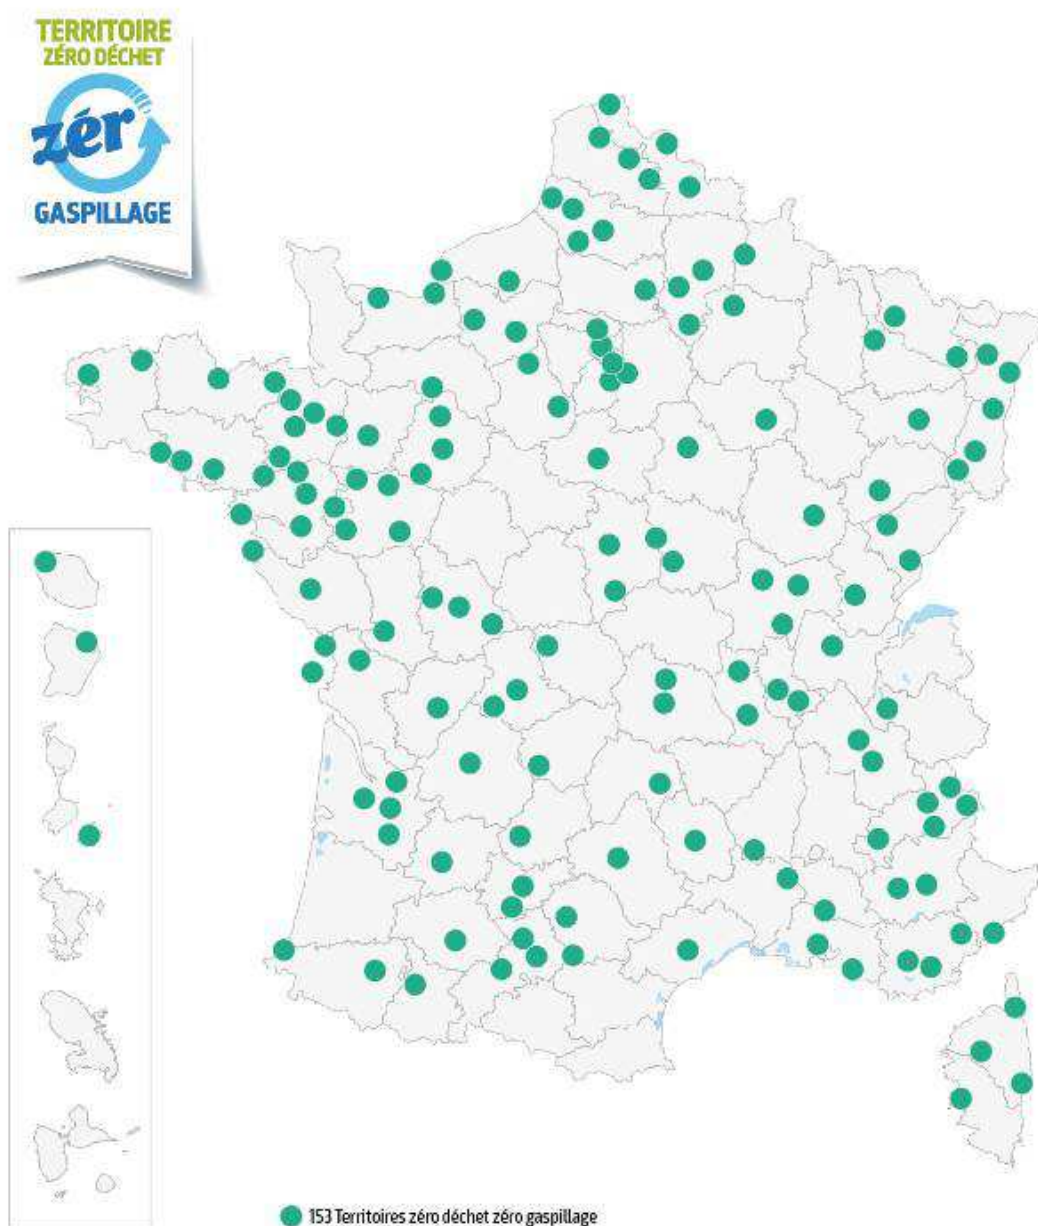 TERRITOIRE
ZÉRO DÉCHET
zér
GASPILLAGE
153 Territoires zéro déchet zéro gaspillage